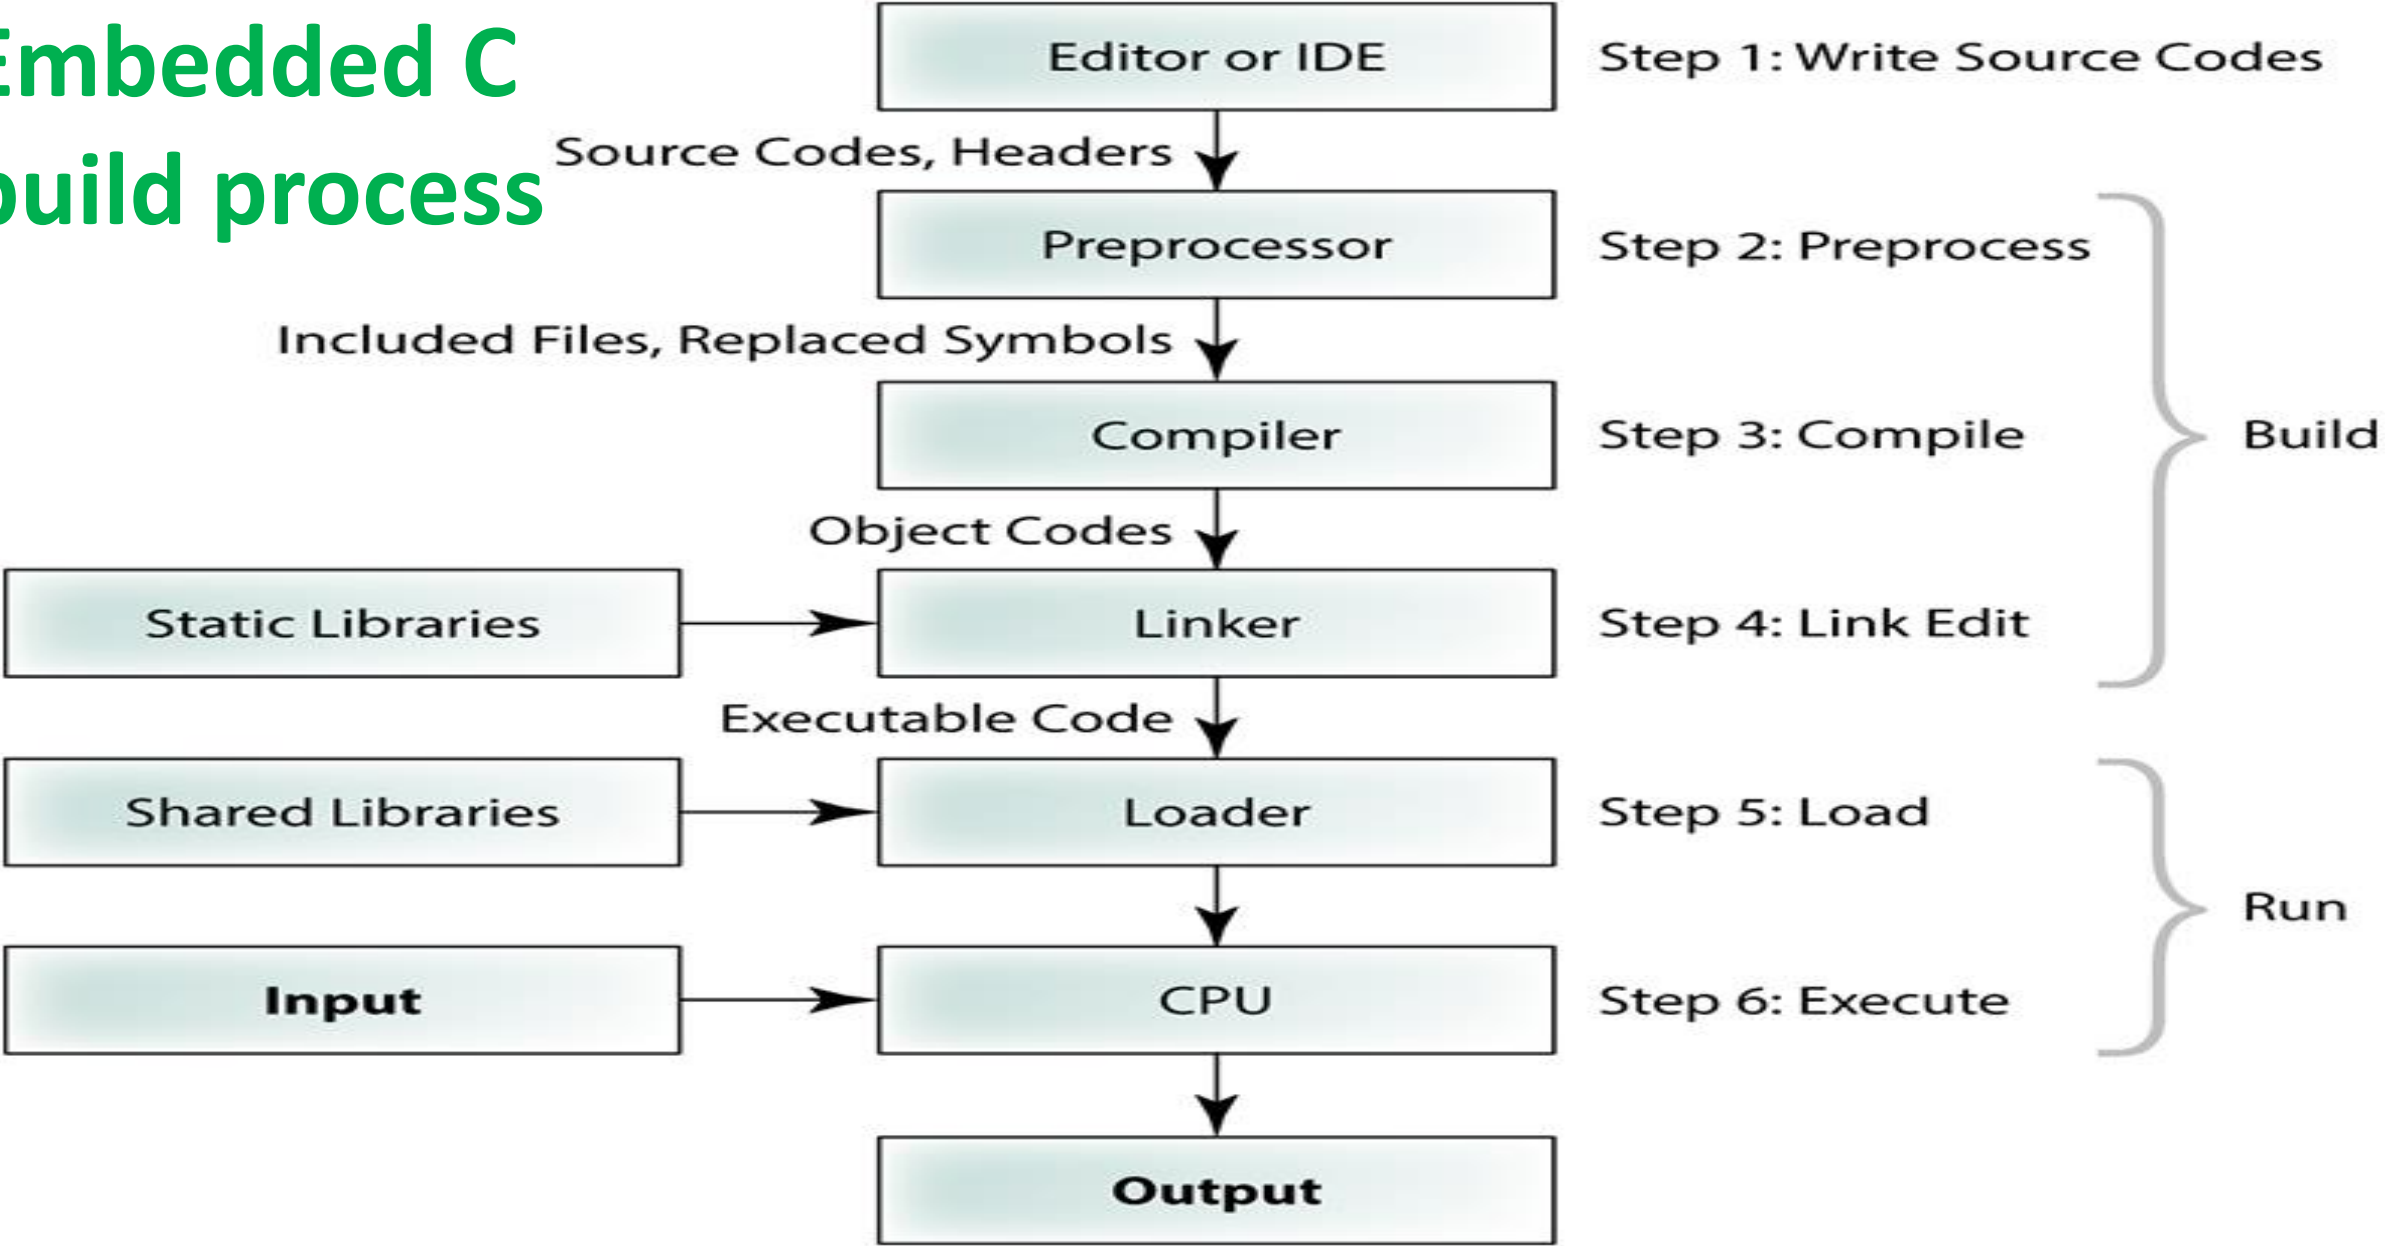 Embedded C
build process
Editor or IDE
Step 1: Write Source Codes
Source Codes, Headers
Preprocessor
Step 2: Preprocess
Included Files, Replaced Symbols
Compiler
Step 3: Compile
Build
Object Codes
Static Libraries
Linker
Step 4: Link Edit
Executable Code
Shared Libraries
Loader
Step 5: Load
Run
Input
CPU
Step 6: Execute
Output